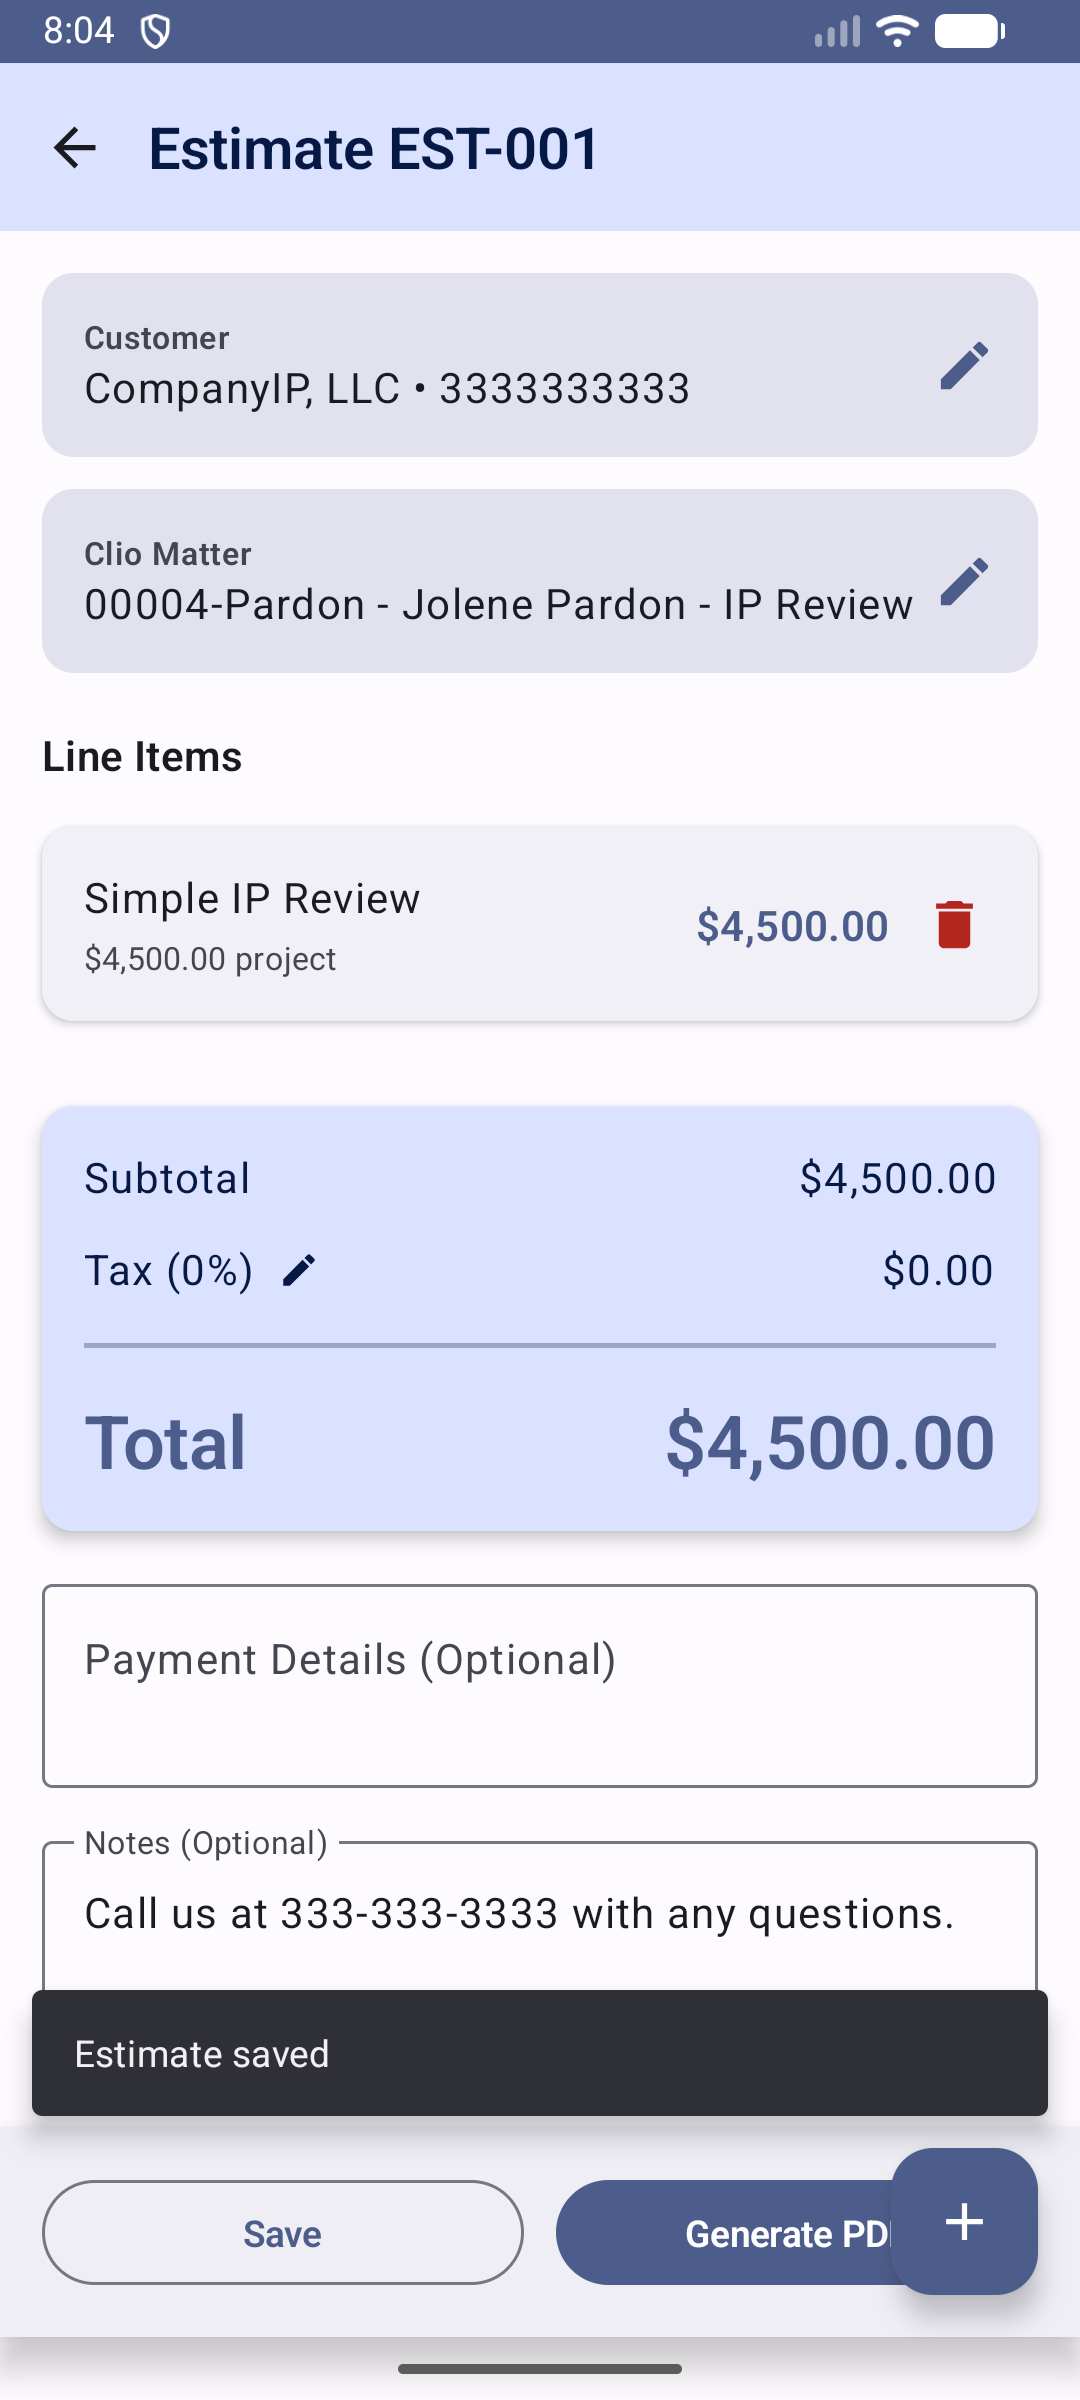 8:04
Estimate EST-001
Customer
CompanyIP, LLC • 3333333333
Clio Matter
00004-Pardon - Jolene Pardon - IP Review
Line Items
Simple IP Review
$4,500.00 project
$4,500.00
Subtotal
$4,500.00
Tax (0%)
$0.00
Total
$4,500.00
Payment Details (Optional)
Notes (Optional)
Call us at 333-333-3333 with any questions.
Estimate saved
Save
Generate PD